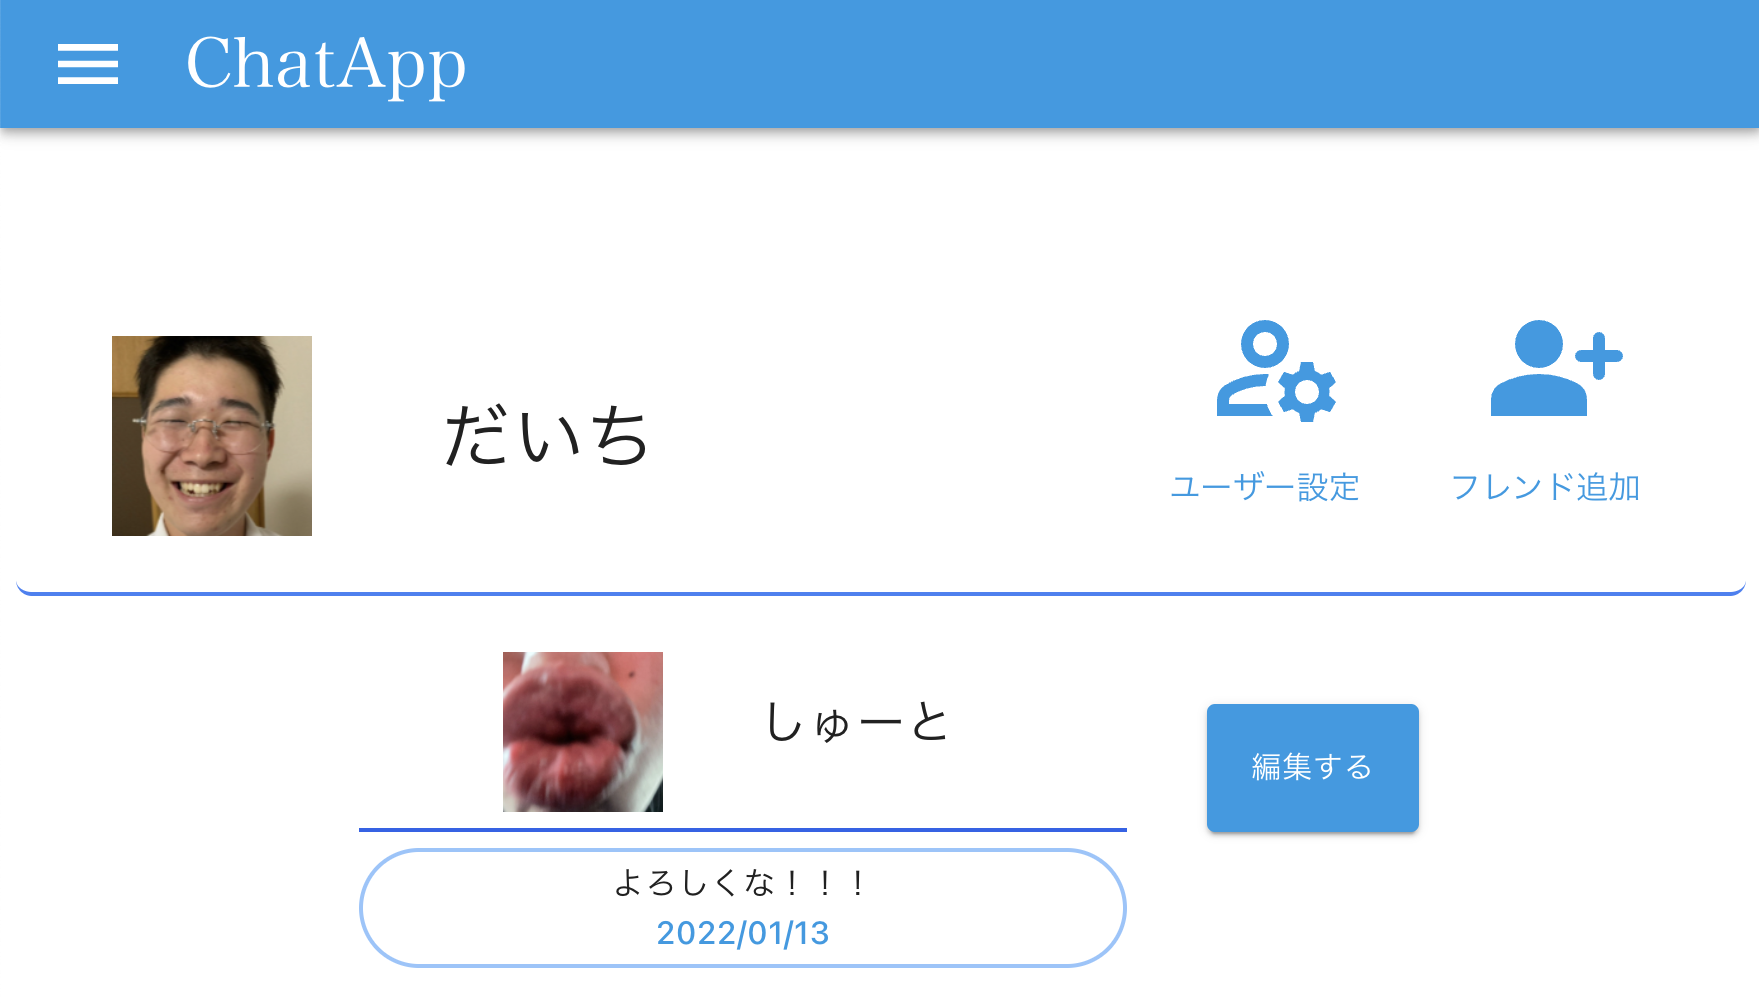 ChatApp
だいち
ユーザー設定
フレンド追加
しゅーと
編集する
よろしくな！！！
2022/01/13